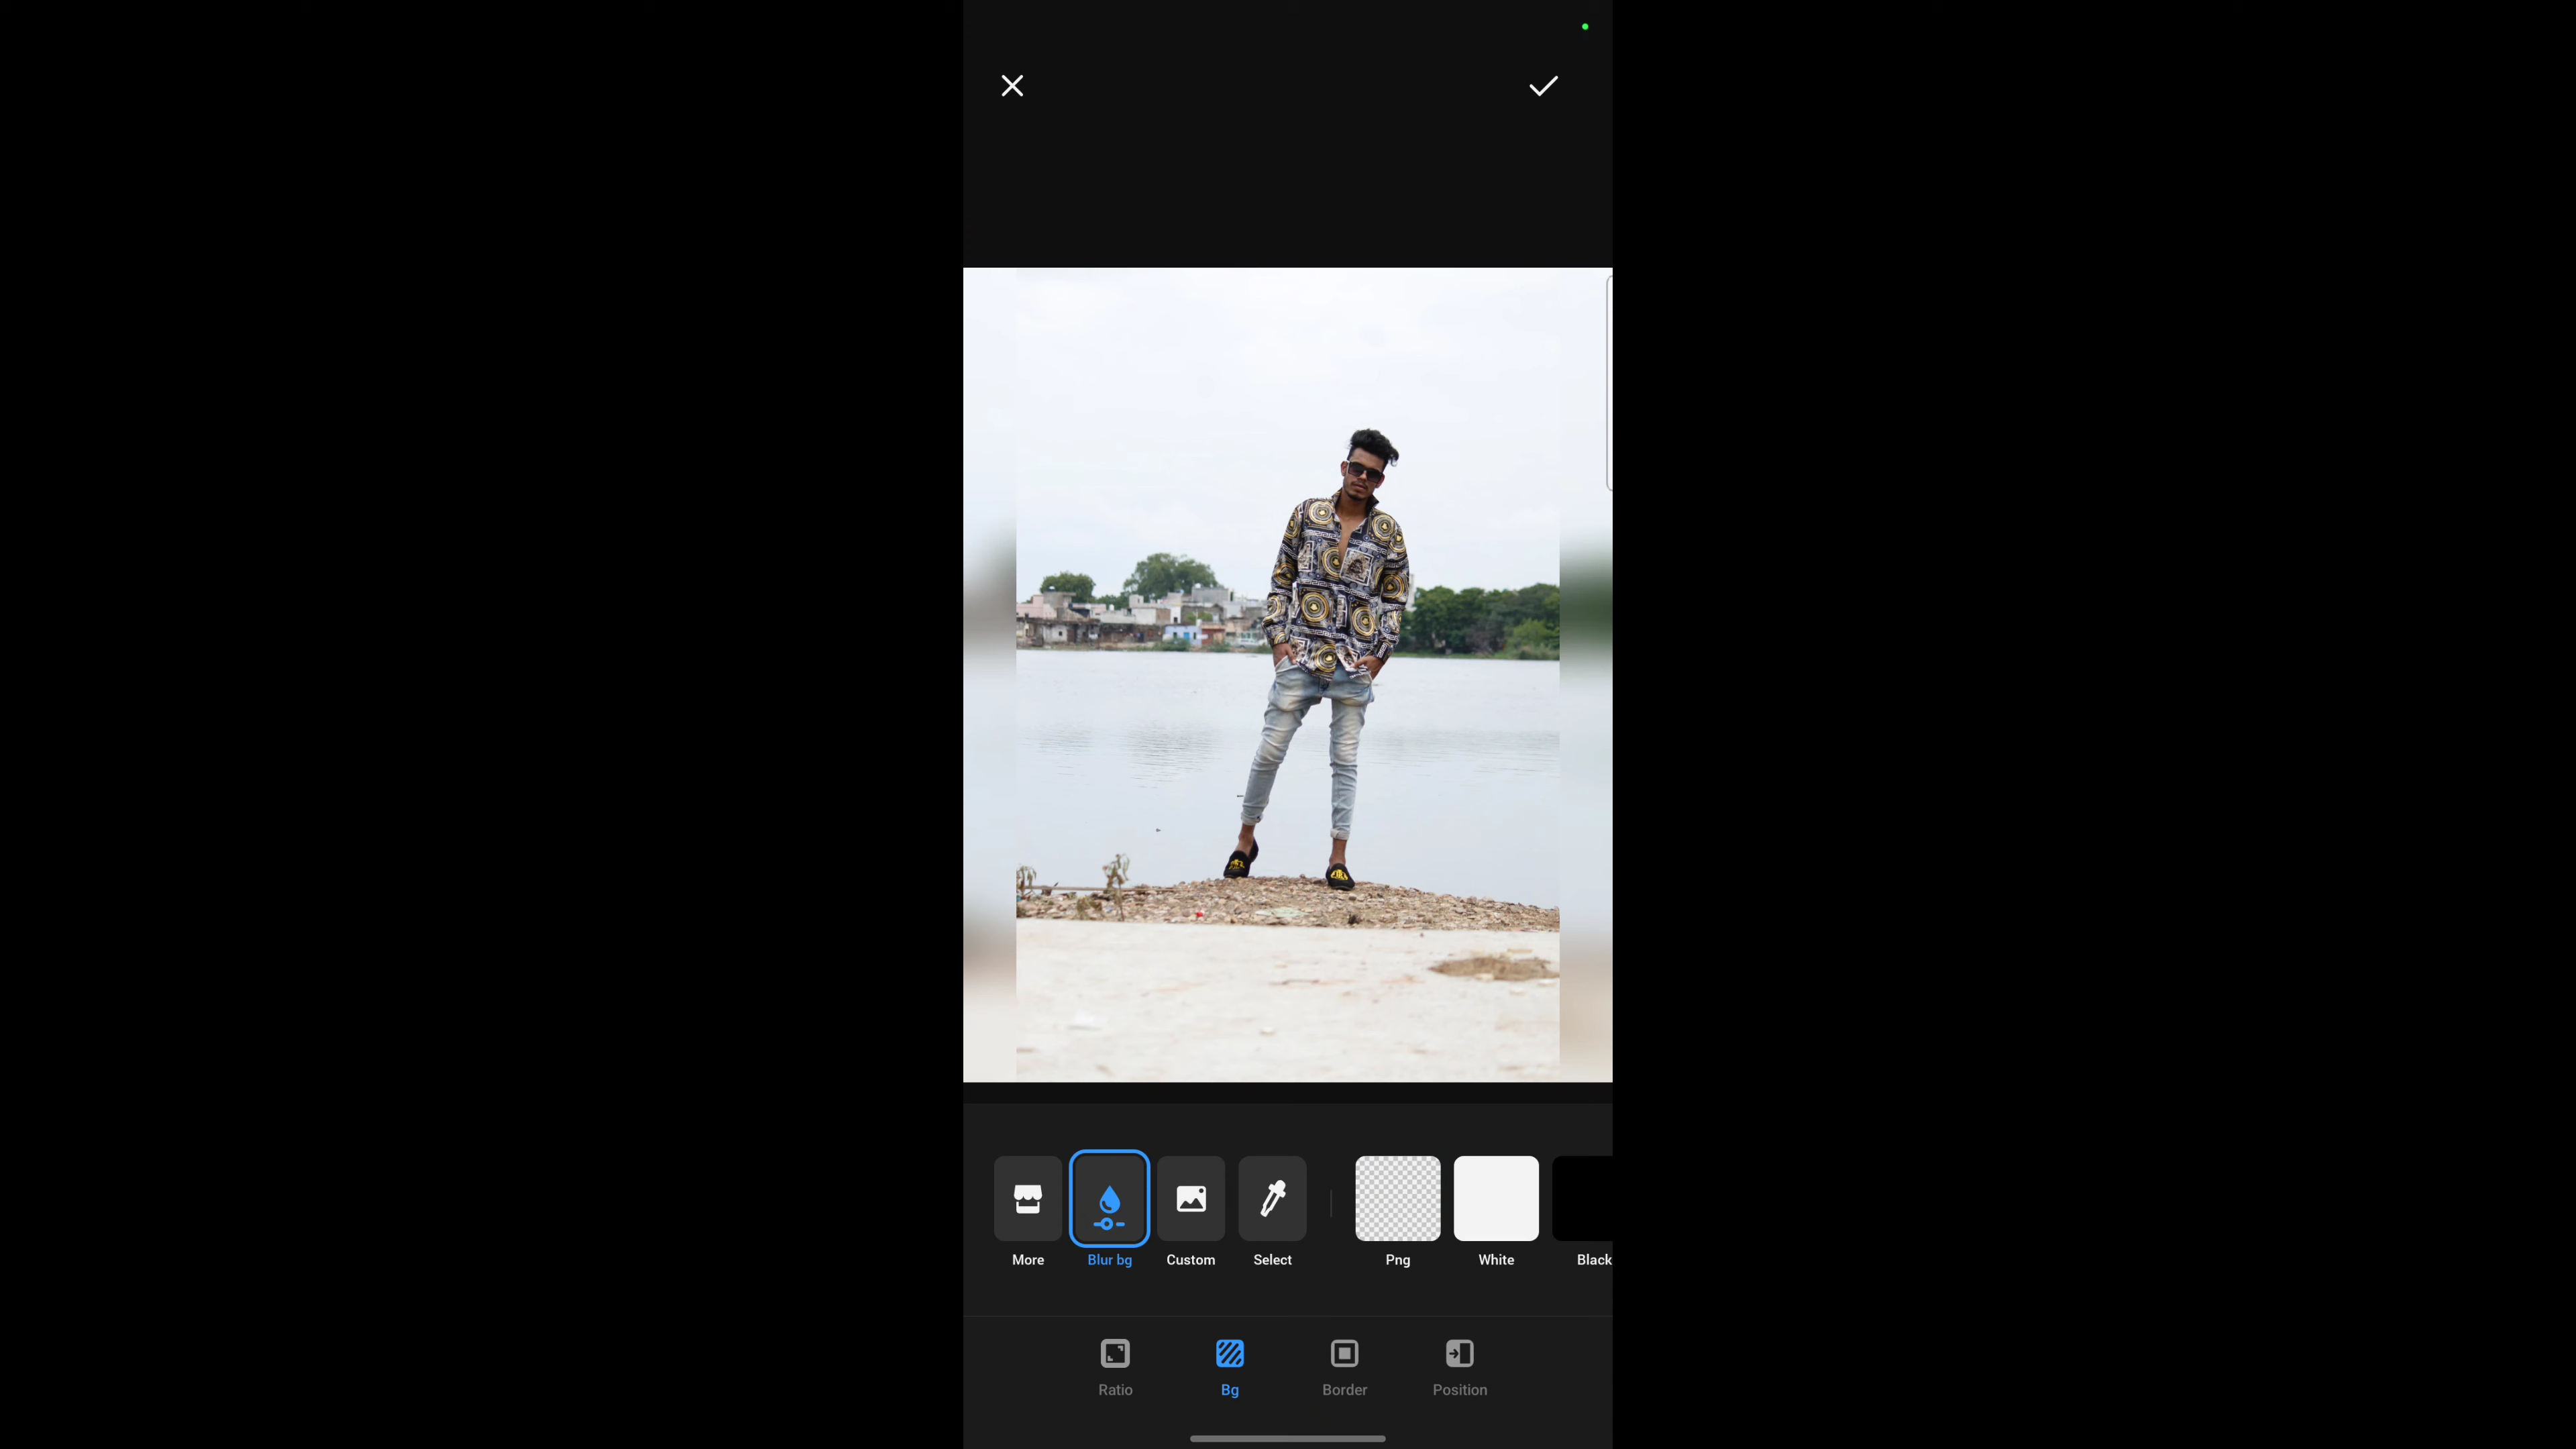 More
Blur bg
Custom
Select
Png
White
Black
Ratio
Bg
Border
Position